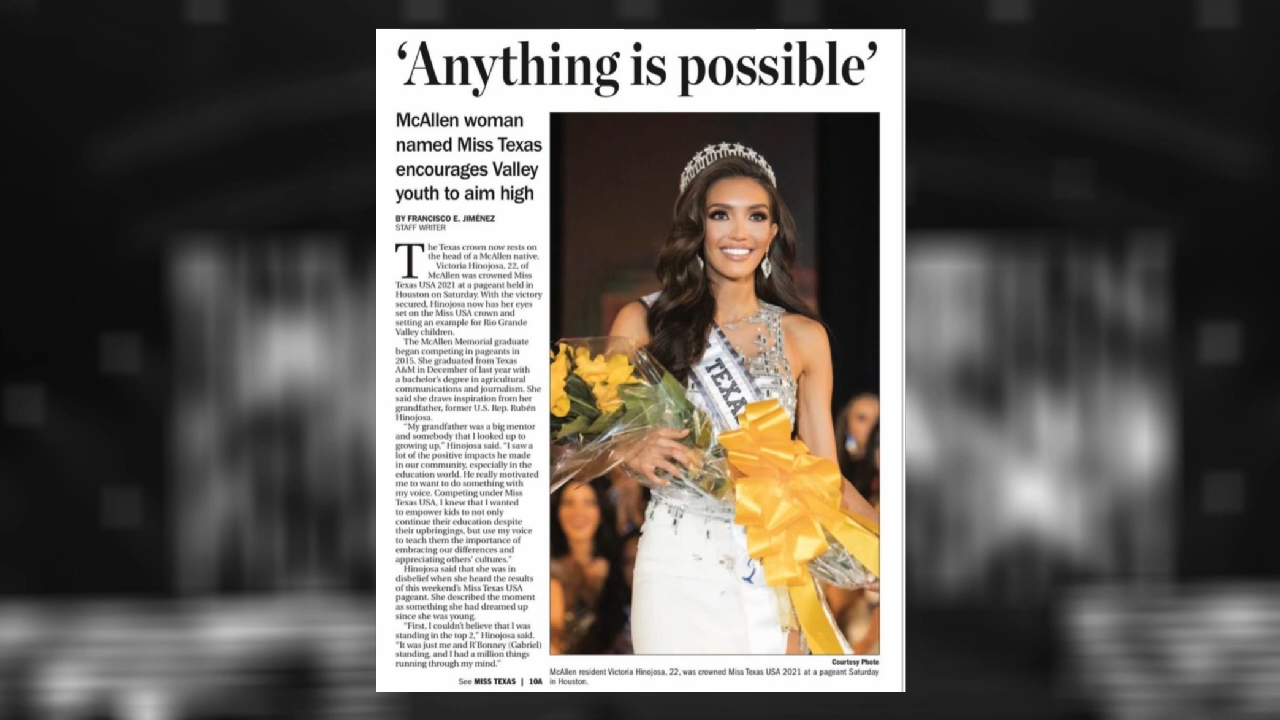 ‘Anything is possible’
McAllen woman
named Miss Texas
encourages Valley
youth to aim high
BY FRANCISCO E. JIMÉNEZ
STAFF WRITER
The Texas crown now rests on
the head of a McAllen native.
Victoria Hinojosa, 22, of
McAllen was crowned Miss
Texas USA 2021 at a pageant held in
Houston on Saturday. With the victory
secured, Hinojosa now has her eyes
set on the Miss USA crown and
setting an example for Rio Grande
Valley children.
The McAllen Memorial graduate
began competing in pageants in
2015. She graduated from Texas
A&M in December of last year with
a bachelor's degree in agricultural
communications and journalism. She
said she draws inspiration from her
grandfather, former U.S. Rep. Rubén
Hinojosa.
“My grandfather was a big mentor
and somebody that I looked up to
growing up,” Hinojosa said. “I saw a
lot of the positive impacts he made
in our community, especially in the
education world. He really motivated
me to want to do something with
my voice. Competing under Miss
Texas USA, I knew that I wanted
to empower kids to not only
continue their education despite
their upbringings, but use my voice
to teach them the importance of
embracing our differences and
appreciating others' cultures.”
Hinojosa said that she was in
disbelief when she heard the results
of this weekend's Miss Texas USA
pageant. She described the moment
as something she had dreamed up
since she was young.
“First, I couldn't believe that I was
standing in the top 2,” Hinojosa said.
“It was just me and R'Bonney (Gabriel)
standing, and I had a million things
running through my mind.”
See MISS TEXAS | 10A
TEXA
Courtesy Photo
McAllen resident Victoria Hinojosa, 22, was crowned Miss Texas USA 2021 at a pageant Saturday
in Houston.